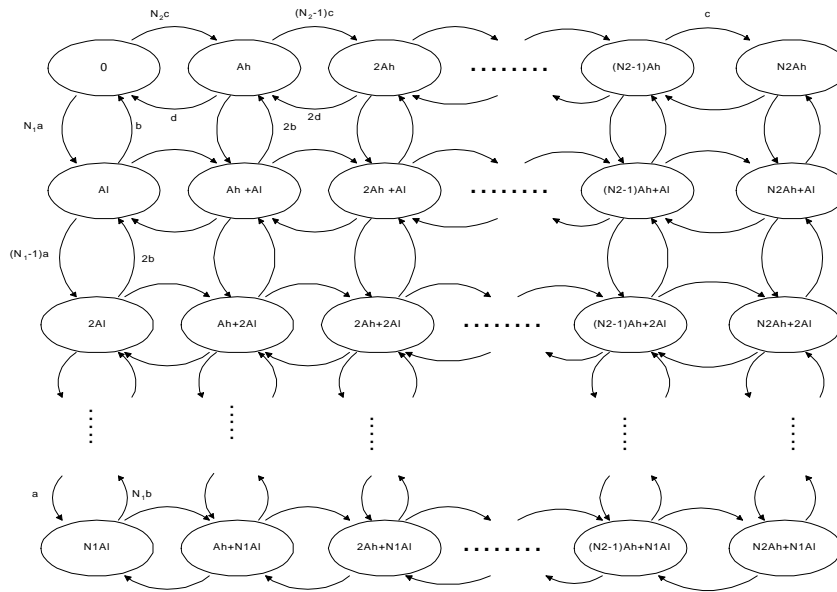 N₂c (N₂-1)c c
0 Ah 2Ah ........ (N2-1)Ah N2Ah
N₁a b d 2b 2d
Al Ah +Al 2Ah +Al ........ (N2-1)Ah+Al N2Ah+Al
(N₁-1)a 2b
2Al Ah+2Al 2Ah+2Al ........ (N2-1)Ah+2Al N2Ah+2Al
a N₁b
N1Al Ah+N1Al 2Ah+N1Al ........ (N2-1)Ah+N1Al N2Ah+N1Al